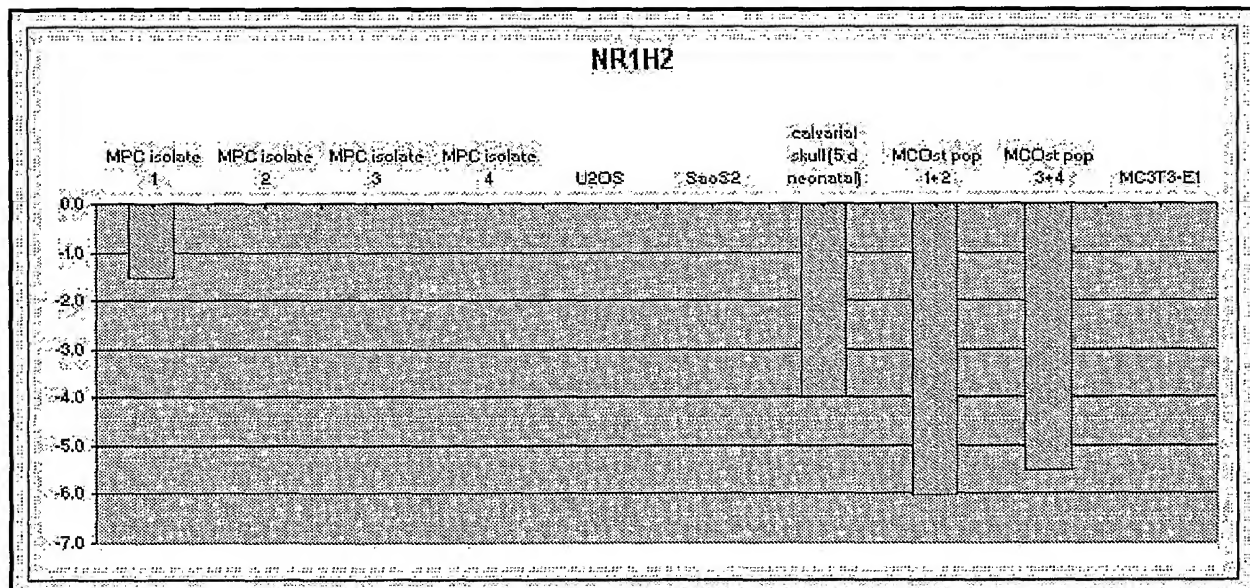 NR1H2
MPC isolate 1
MPC isolate 2
MPC isolate 3
MPC isolate 4
U2OS
SaoS2
calvarial skull(5 d neonatal)
MCOst pop 1+2
MCOst pop 3+4
MC3T3-E1
0.0
-1.0
-2.0
-3.0
-4.0
-5.0
-6.0
-7.0